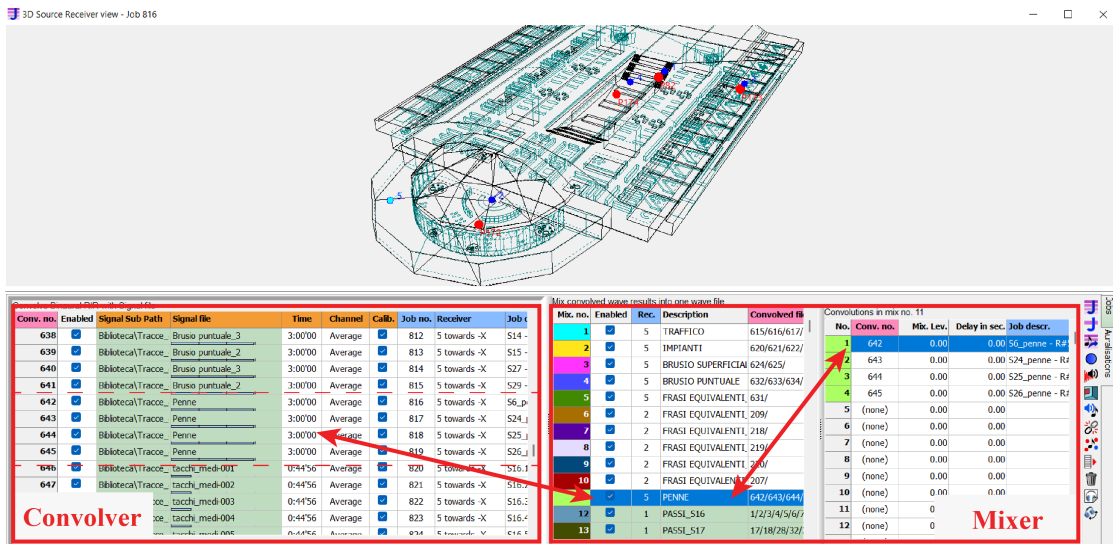 3D Source Receiver view - Job 816
5
2
Mix convolved wave results into one wave file
Conv. no. Enabled Signal Sub Path Signal file Time Channel Calib. Job no. Receiver
638 Biblioteca\Tracce_ Brusio puntuale_3 3:00'00 Average 812 5 towards -X S14 -
639 Biblioteca\Tracce_ Brusio puntuale_2 3:00'00 Average 813 5 towards -X S15 -
640 Biblioteca\Tracce_ Brusio puntuale_3 3:00'00 Average 814 5 towards -X S27 -
641 Biblioteca\Tracce_ Brusio puntuale_2 3:00'00 Average 815 5 towards -X S29 -
642 Biblioteca\Tracce_ Penne 3:00'00 Average 816 5 towards -X
643 Biblioteca\Tracce_ Penne 3:00'00 Average 817 5 towards -X
644 Biblioteca\Tracce_ Penne 3:00'00 Average 818 5 towards -X
645 Biblioteca\Tracce_ Penne 3:00'00 Average 819 5 towards -X S26_
646 Biblioteca\Tracce_ tacchi_medi-001 0:44'56 Average 820 5 towards -X S16.1
647 Biblioteca\Tracce_ tacchi_medi-002 0:44'56 Average 821 5 towards -X S16.2
tacchi_medi-003 0:44'56 Average 822 5 towards -X S16.3
tacchi_medi-004 0:44'56 Average 823 5 towards -X S16.4
Convolver
Mix. no. Enabled Rec. Description Convolved
1 5 TRAFFICO 615/616/617/
2 5 IMPIANTI 620/621/622/
3 5 BRUSIO SUPERFICIAL 624/625/
4 5 BRUSIO PUNTUALE 632/633/634/
5 5 FRASI EQUIVALENTI_ 631/
6 2 FRASI EQUIVALENTI_ 209/
7 2 FRASI EQUIVALENTI_ 218/
8 2 FRASI EQUIVALENTI_ 219/
9 2 FRASI EQUIVALENTI_
10 2 FRASI EQUIVALENTI_ 207/
5 PENNE 642/643/644/
12 1 PASSI_S16 1/2/3/4/5/6/7
13 1 PASSI_S17 17/18/28/32/
Convolutions in mix no. 11
No. Conv. no. Mix. Lev. Delay in sec. Job descr.
1 642 0.00 0.00 S6_penne - R#
2 643 0.00 0.00 S24_penne - R#
3 644 0.00 0.00 S25_penne - R#
4 645 0.00 0.00 S26_penne - R#
5 (none) 0.00 0.00
6 (none) 0.00 0.00
7 (none) 0.00 0.00
8 (none) 0.00 0.00
9 (none) 0.00 0.00
10 (none) 0.00 0.00
11 (none)
12 (none)
Mixer
Jobs
Auralisations